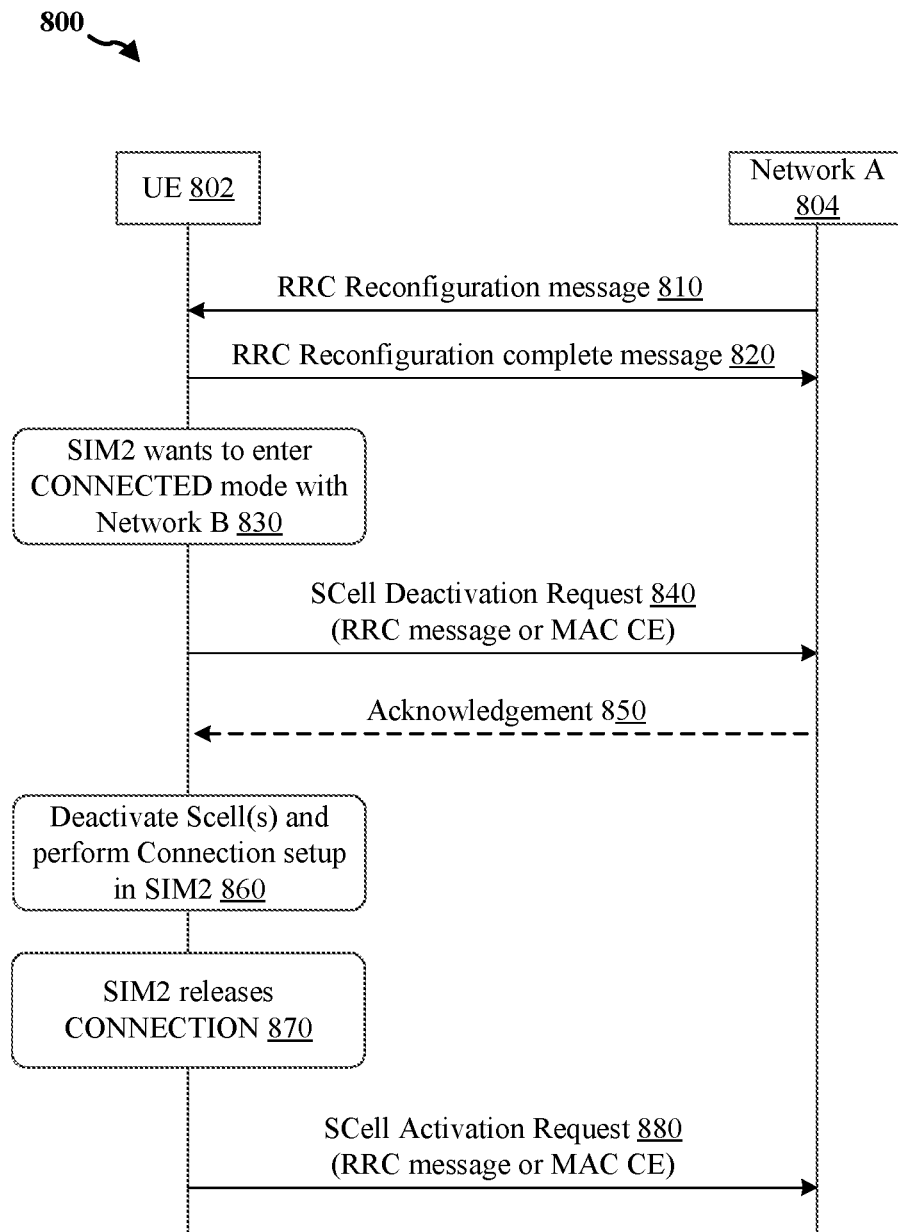 800
UE 802
Network A
804
RRC Reconfiguration message 810
RRC Reconfiguration complete message 820
SIM2 wants to enter
CONNECTED mode with
Network B 830
SCell Deactivation Request 840
(RRC message or MAC CE)
Acknowledgement 850
Deactivate Scell(s) and
perform Connection setup
in SIM2 860
SIM2 releases
CONNECTION 870
SCell Activation Request 880
(RRC message or MAC CE)